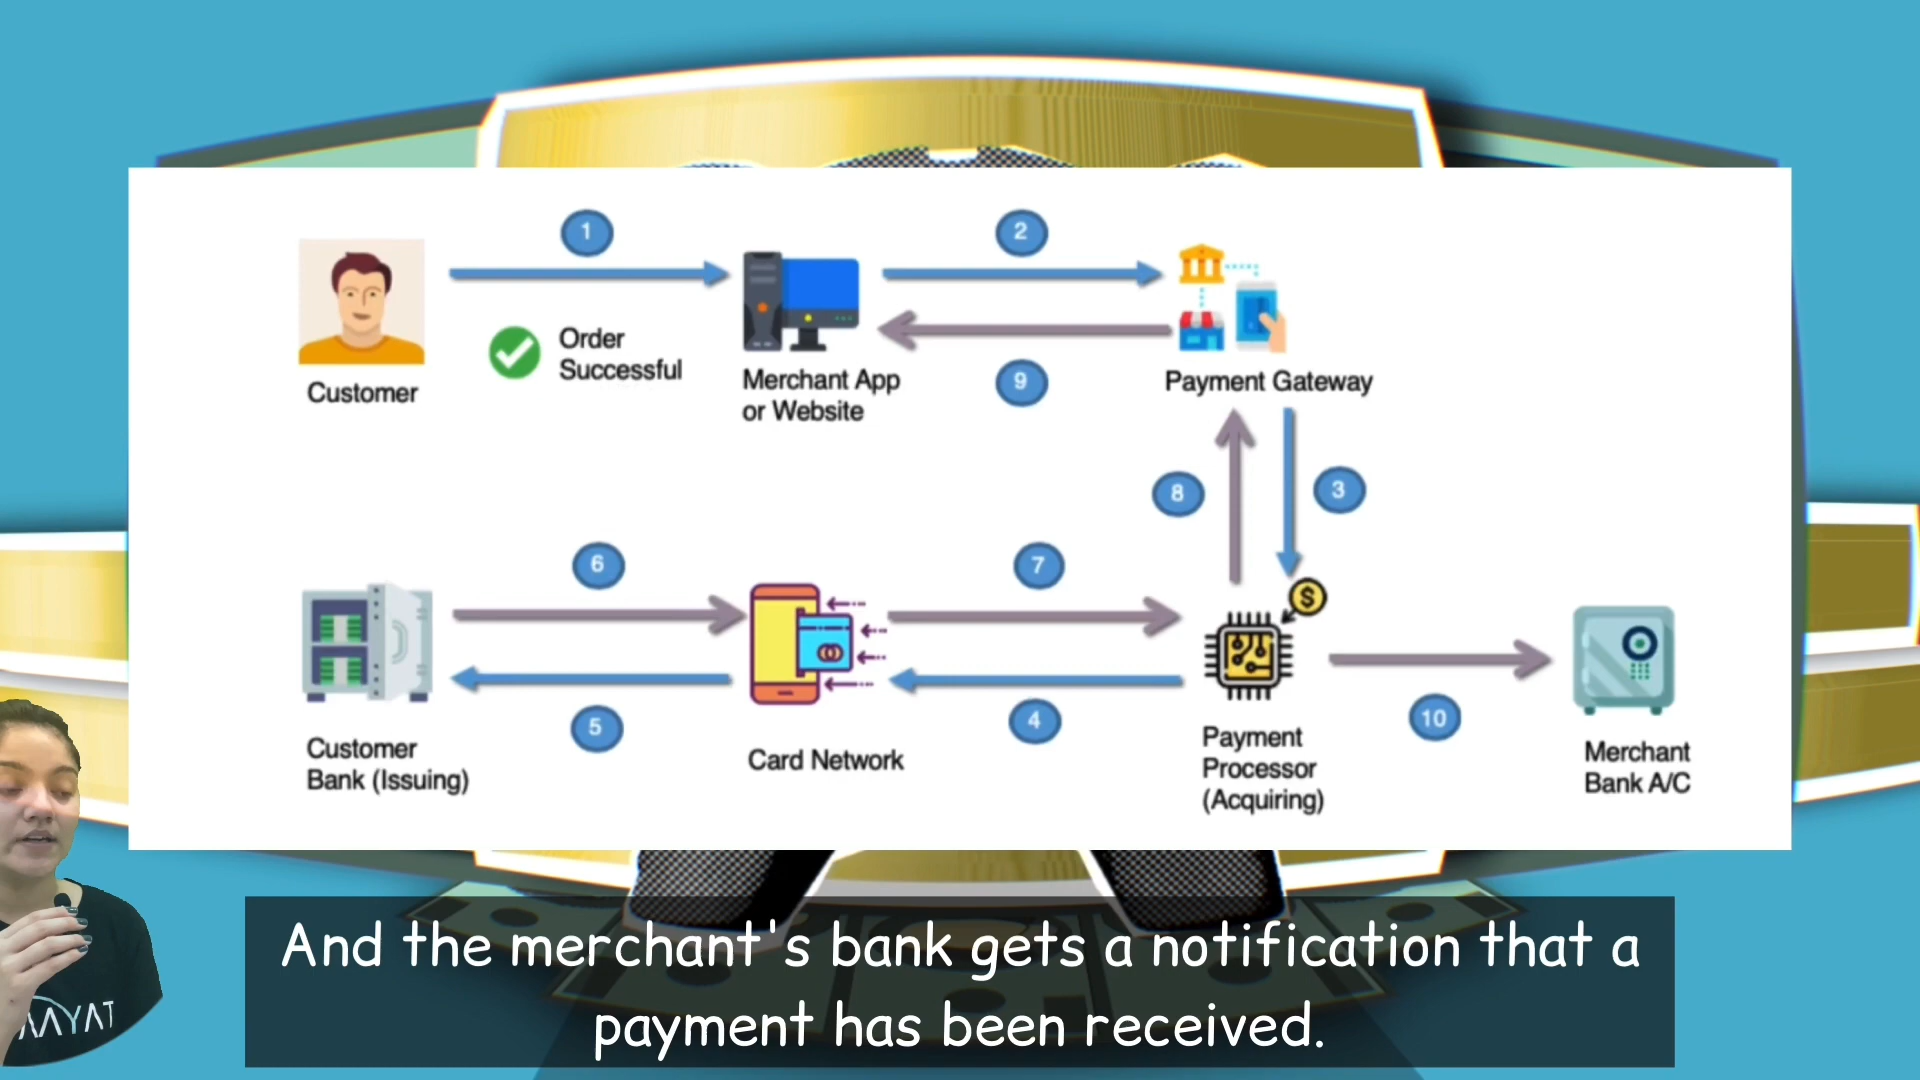 1
2
Order
Successful
Customer
Merchant App
or Website
9
Payment Gateway
8
3
6
7
$
5
4
10
Customer
Bank (Issuing)
Card Network
Payment
Processor
(Acquiring)
Merchant
Bank A/C
AAYAT
And the merchant's bank gets a notification that a
payment has been received.